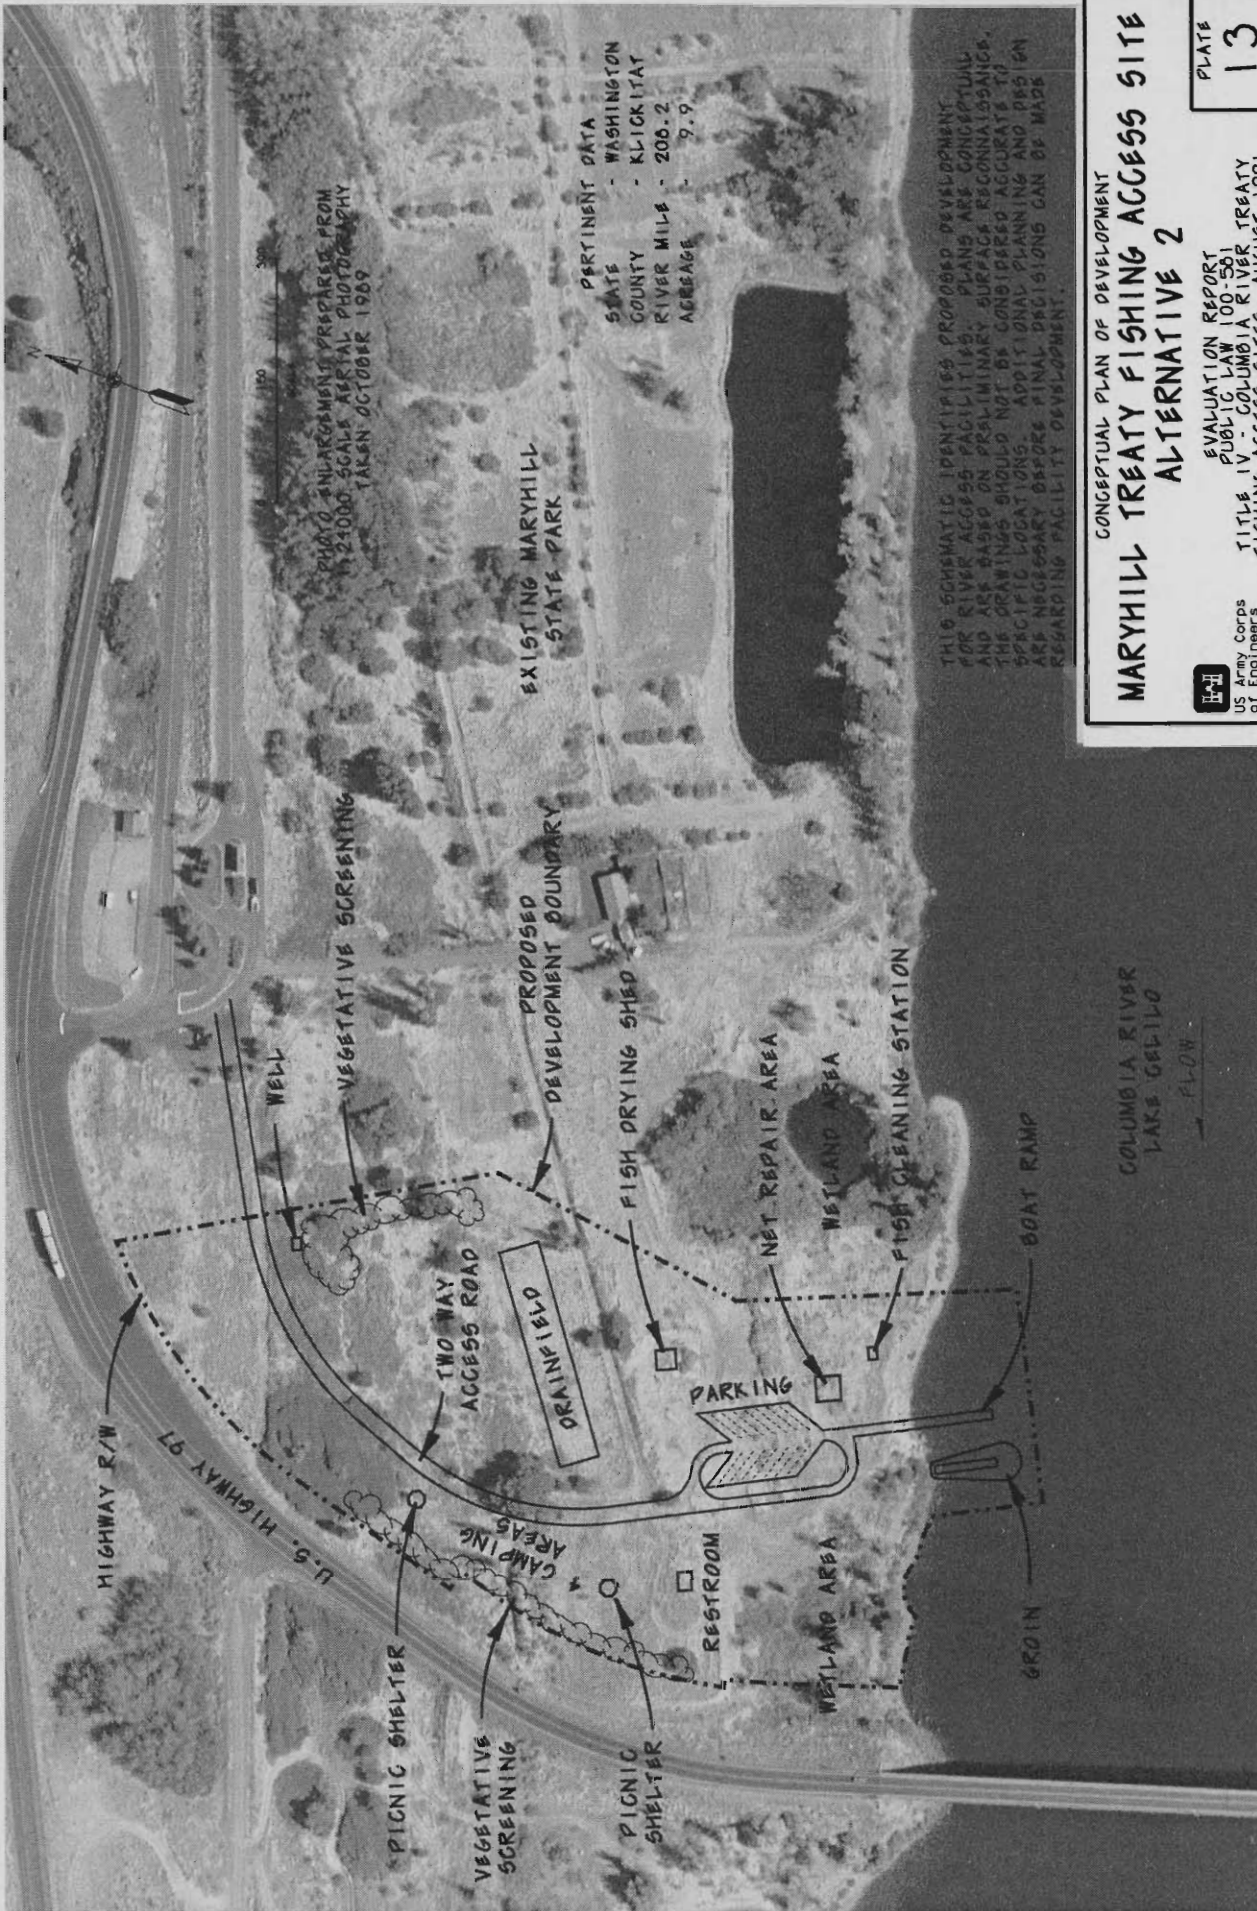 PHOTO ENLARGEMENT PREPARED FROM
1:24000 SCALE AERIAL PHOTOGRAPHY
TAKEN OCTOBER 1989
N
150
300
PERTINENT DATA
STATE - WASHINGTON
COUNTY - KLICKITAT
RIVER MILE - 208.2
ACREAGE - 9.9
HIGHWAY R/W
U.S. HIGHWAY 97
WELL
VEGETATIVE SCREENING
EXISTING MARYHILL
STATE PARK
PICNIC SHELTER
TWO WAY
ACCESS ROAD
PROPOSED
DEVELOPMENT BOUNDARY
VEGETATIVE
SCREENING
CAMPING
AREAS
DRAINFIELD
FISH DRYING SHED
PICNIC
SHELTER
RESTROOM
PARKING
NET REPAIR AREA
WETLAND AREA
WETLAND AREA
FISH CLEANING STATION
GROIN
BOAT RAMP
COLUMBIA RIVER
LAKE CELILO
FLOW
THIS SCHEMATIC IDENTIFIES PROPOSED DEVELOPMENT
FOR RIVER ACCESS FACILITIES. PLANS ARE CONCEPTUAL
AND ARE BASED ON PRELIMINARY SURFACE RECONNAISSANCE.
THE DRAWINGS SHOULD NOT BE CONSIDERED ACCURATE TO
SPECIFIC LOCATIONS. ADDITIONAL PLANNING AND DESIGN
ARE NECESSARY BEFORE FINAL DECISIONS CAN BE MADE
REGARDING FACILITY DEVELOPMENT.
CONCEPTUAL PLAN OF DEVELOPMENT
MARYHILL TREATY FISHING ACCESS SITE
ALTERNATIVE 2
US Army Corps
of Engineers
EVALUATION REPORT
PUBLIC LAW 100-581
TITLE IV - COLUMBIA RIVER TREATY
PLATE
13